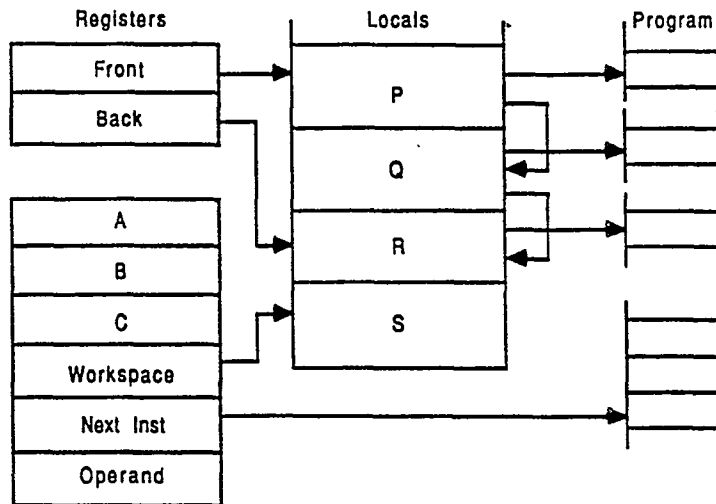 Registers
Locals
Program
Front
Back
P
Q
R
S
A
B
C
Workspace
Next Inst
Operand